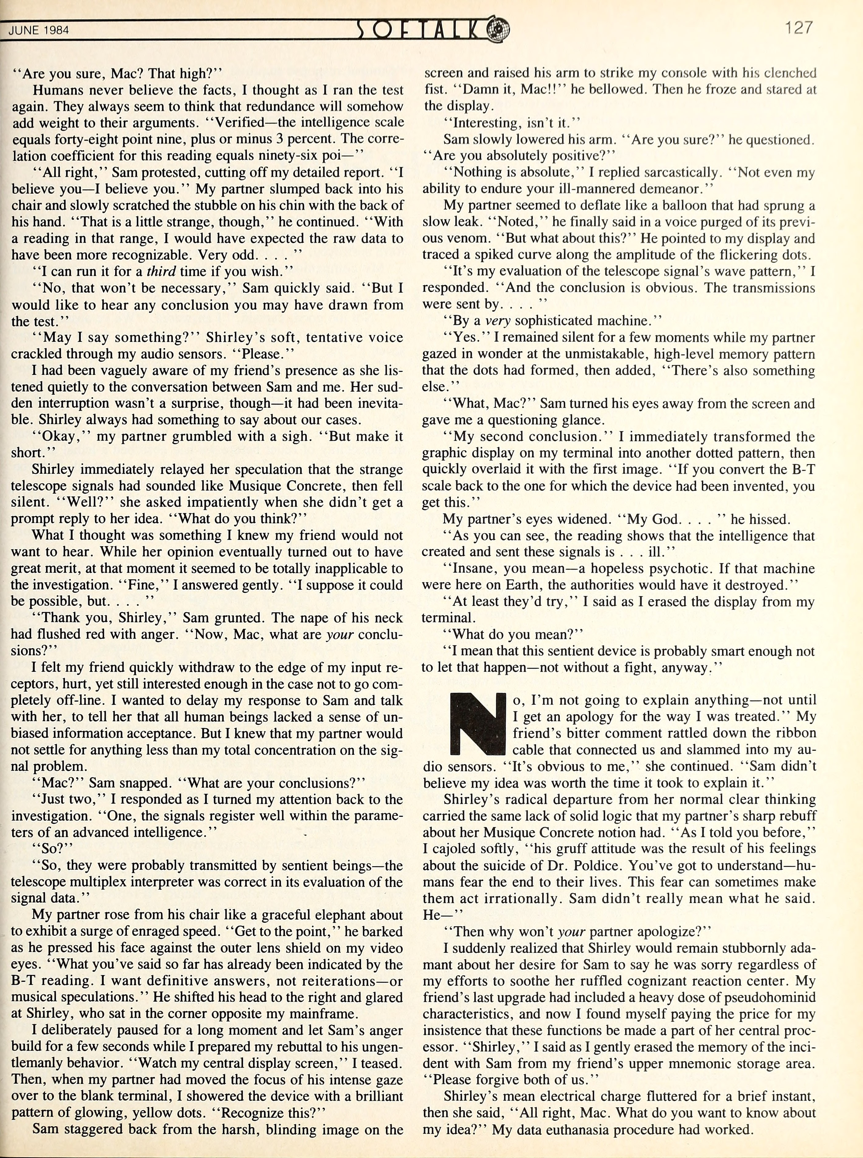 JUNE 1984
SOFTALK
127
‘‘Are you sure, Mac? That high?’’
Humans never believe the facts, I thought as I ran the test
again. They always seem to think that redundance will somehow
add weight to their arguments. ‘‘Verified—the intelligence scale
equals forty-eight point nine, plus or minus 3 percent. The corre-
lation coefficient for this reading equals ninety-six poi—’’
‘‘All right,’’ Sam protested, cutting off my detailed report. ‘‘I
believe you—I believe you.’’ My partner slumped back into his
chair and slowly scratched the stubble on his chin with the back of
his hand. ‘‘That is a little strange, though,’’ he continued. ‘‘With
a reading in that range, I would have expected the raw data to
have been more recognizable. Very odd. . . . ’’
‘‘I can run it for a third time if you wish.’’
‘‘No, that won’t be necessary,’’ Sam quickly said. ‘‘But I
would like to hear any conclusion you may have drawn from
the test.’’
‘‘May I say something?’’ Shirley’s soft, tentative voice
crackled through my audio sensors. ‘‘Please.’’
I had been vaguely aware of my friend’s presence as she lis-
tened quietly to the conversation between Sam and me. Her sud-
den interruption wasn’t a surprise, though—it had been inevita-
ble. Shirley always had something to say about our cases.
‘‘Okay,’’ my partner grumbled with a sigh. ‘‘But make it
short.’’
Shirley immediately relayed her speculation that the strange
telescope signals had sounded like Musique Concrete, then fell
silent. ‘‘Well?’’ she asked impatiently when she didn’t get a
prompt reply to her idea. ‘‘What do you think?’’
What I thought was something I knew my friend would not
want to hear. While her opinion eventually turned out to have
great merit, at that moment it seemed to be totally inapplicable to
the investigation. ‘‘Fine,’’ I answered gently. ‘‘I suppose it could
be possible, but. . . . ’’
‘‘Thank you, Shirley,’’ Sam grunted. The nape of his neck
had flushed red with anger. ‘‘Now, Mac, what are your conclu-
sions?’’
I felt my friend quickly withdraw to the edge of my input re-
ceptors, hurt, yet still interested enough in the case not to go com-
pletely off-line. I wanted to delay my response to Sam and talk
with her, to tell her that all human beings lacked a sense of un-
biased information acceptance. But I knew that my partner would
not settle for anything less than my total concentration on the sig-
nal problem.
‘‘Mac?’’ Sam snapped. ‘‘What are your conclusions?’’
‘‘Just two,’’ I responded as I turned my attention back to the
investigation. ‘‘One, the signals register well within the parame-
ters of an advanced intelligence.’’
‘‘So?’’
‘‘So, they were probably transmitted by sentient beings—the
telescope multiplex interpreter was correct in its evaluation of the
signal data.’’
My partner rose from his chair like a graceful elephant about
to exhibit a surge of enraged speed. ‘‘Get to the point,’’ he barked
as he pressed his face against the outer lens shield on my video
eyes. ‘‘What you’ve said so far has already been indicated by the
B-T reading. I want definitive answers, not reiterations—or
musical speculations.’’ He shifted his head to the right and glared
at Shirley, who sat in the corner opposite my mainframe.
I deliberately paused for a long moment and let Sam’s anger
build for a few seconds while I prepared my rebuttal to his ungen-
tlemanly behavior. ‘‘Watch my central display screen,’’ I teased.
Then, when my partner had moved the focus of his intense gaze
over to the blank terminal, I showered the device with a brilliant
pattern of glowing, yellow dots. ‘‘Recognize this?’’
Sam staggered back from the harsh, blinding image on the
screen and raised his arm to strike my console with his clenched
fist. ‘‘Damn it, Mac!!’’ he bellowed. Then he froze and stared at
the display.
‘‘Interesting, isn’t it.’’
Sam slowly lowered his arm. ‘‘Are you sure?’’ he questioned.
‘‘Are you absolutely positive?’’
‘‘Nothing is absolute,’’ I replied sarcastically. ‘‘Not even my
ability to endure your ill-mannered demeanor.’’
My partner seemed to deflate like a balloon that had sprung a
slow leak. ‘‘Noted,’’ he finally said in a voice purged of its previ-
ous venom. ‘‘But what about this?’’ He pointed to my display and
traced a spiked curve along the amplitude of the flickering dots.
‘‘It’s my evaluation of the telescope signal’s wave pattern,’’ I
responded. ‘‘And the conclusion is obvious. The transmissions
were sent by. . . . ’’
‘‘By a very sophisticated machine.’’
‘‘Yes.’’ I remained silent for a few moments while my partner
gazed in wonder at the unmistakable, high-level memory pattern
that the dots had formed, then added, ‘‘There’s also something
else.’’
‘‘What, Mac?’’ Sam turned his eyes away from the screen and
gave me a questioning glance.
‘‘My second conclusion.’’ I immediately transformed the
graphic display on my terminal into another dotted pattern, then
quickly overlaid it with the first image. ‘‘If you convert the B-T
scale back to the one for which the device had been invented, you
get this.’’
My partner’s eyes widened. ‘‘My God. . . . ’’ he hissed.
‘‘As you can see, the reading shows that the intelligence that
created and sent these signals is . . . ill.’’
‘‘Insane, you mean—a hopeless psychotic. If that machine
were here on Earth, the authorities would have it destroyed.’’
‘‘At least they’d try,’’ I said as I erased the display from my
terminal.
‘‘What do you mean?’’
‘‘I mean that this sentient device is probably smart enough not
to let that happen—not without a fight, anyway.’’
No, I’m not going to explain anything—not until
I get an apology for the way I was treated.’’ My
friend’s bitter comment rattled down the ribbon
cable that connected us and slammed into my au-
dio sensors. ‘‘It’s obvious to me,’’ she continued. ‘‘Sam didn’t
believe my idea was worth the time it took to explain it.’’
Shirley’s radical departure from her normal clear thinking
carried the same lack of solid logic that my partner’s sharp rebuff
about her Musique Concrete notion had. ‘‘As I told you before,’’
I cajoled softly, ‘‘his gruff attitude was the result of his feelings
about the suicide of Dr. Poldice. You’ve got to understand—hu-
mans fear the end to their lives. This fear can sometimes make
them act irrationally. Sam didn’t really mean what he said.
He—’’
‘‘Then why won’t your partner apologize?’’
I suddenly realized that Shirley would remain stubbornly ada-
mant about her desire for Sam to say he was sorry regardless of
my efforts to soothe her ruffled cognizant reaction center. My
friend’s last upgrade had included a heavy dose of pseudohominid
characteristics, and now I found myself paying the price for my
insistence that these functions be made a part of her central proc-
essor. ‘‘Shirley,’’ I said as I gently erased the memory of the inci-
dent with Sam from my friend’s upper mnemonic storage area.
‘‘Please forgive both of us.’’
Shirley’s mean electrical charge fluttered for a brief instant,
then she said, ‘‘All right, Mac. What do you want to know about
my idea?’’ My data euthanasia procedure had worked.